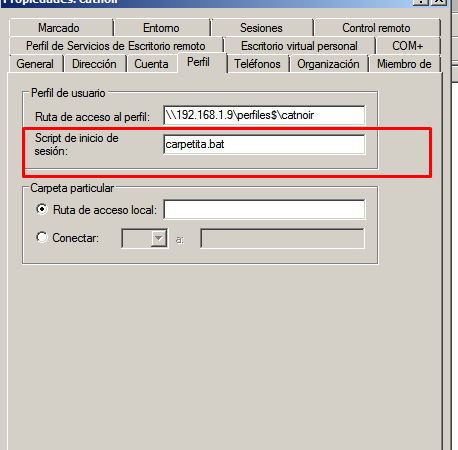 Propiedades: catnoir
Marcado Entorno Sesiones Control remoto
Perfil de Servicios de Escritorio remoto Escritorio virtual personal COM+
General Dirección Cuenta Perfil Teléfonos Organización Miembro de
Perfil de usuario
Ruta de acceso al perfil: \\192.168.1.9\perfiles$\catnoir
Script de inicio de
sesión: carpetita.bat
Carpeta particular
Ruta de acceso local:
Conectar: a: